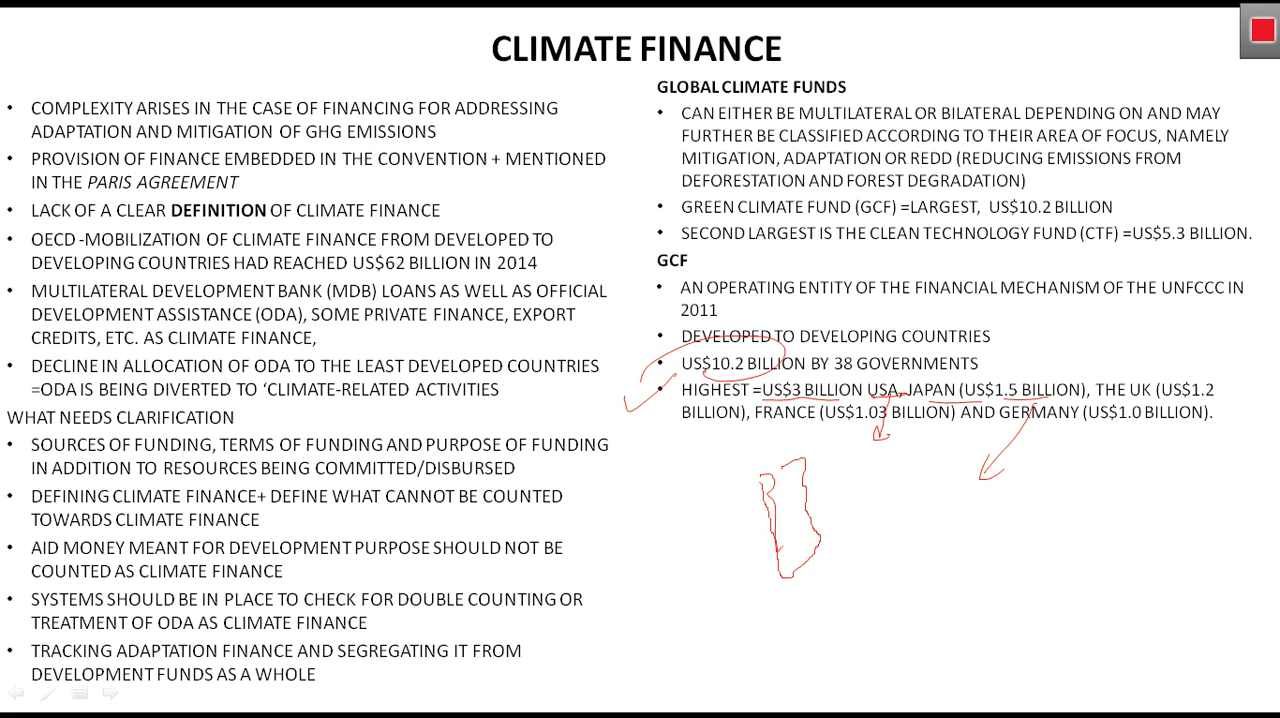 CLIMATE FINANCE
• COMPLEXITY ARISES IN THE CASE OF FINANCING FOR ADDRESSING
ADAPTATION AND MITIGATION OF GHG EMISSIONS
• PROVISION OF FINANCE EMBEDDED IN THE CONVENTION + MENTIONED
IN THE PARIS AGREEMENT
• LACK OF A CLEAR DEFINITION OF CLIMATE FINANCE
• OECD -MOBILIZATION OF CLIMATE FINANCE FROM DEVELOPED TO
DEVELOPING COUNTRIES HAD REACHED US$62 BILLION IN 2014
• MULTILATERAL DEVELOPMENT BANK (MDB) LOANS AS WELL AS OFFICIAL
DEVELOPMENT ASSISTANCE (ODA), SOME PRIVATE FINANCE, EXPORT
CREDITS, ETC. AS CLIMATE FINANCE,
• DECLINE IN ALLOCATION OF ODA TO THE LEAST DEVELOPED COUNTRIES
=ODA IS BEING DIVERTED TO ‘CLIMATE-RELATED ACTIVITIES
WHAT NEEDS CLARIFICATION
• SOURCES OF FUNDING, TERMS OF FUNDING AND PURPOSE OF FUNDING
IN ADDITION TO RESOURCES BEING COMMITTED/DISBURSED
• DEFINING CLIMATE FINANCE+ DEFINE WHAT CANNOT BE COUNTED
TOWARDS CLIMATE FINANCE
• AID MONEY MEANT FOR DEVELOPMENT PURPOSE SHOULD NOT BE
COUNTED AS CLIMATE FINANCE
• SYSTEMS SHOULD BE IN PLACE TO CHECK FOR DOUBLE COUNTING OR
TREATMENT OF ODA AS CLIMATE FINANCE
• TRACKING ADAPTATION FINANCE AND SEGREGATING IT FROM
DEVELOPMENT FUNDS AS A WHOLE
GLOBAL CLIMATE FUNDS
• CAN EITHER BE MULTILATERAL OR BILATERAL DEPENDING ON AND MAY
FURTHER BE CLASSIFIED ACCORDING TO THEIR AREA OF FOCUS, NAMELY
MITIGATION, ADAPTATION OR REDD (REDUCING EMISSIONS FROM
DEFORESTATION AND FOREST DEGRADATION)
• GREEN CLIMATE FUND (GCF) =LARGEST, US$10.2 BILLION
• SECOND LARGEST IS THE CLEAN TECHNOLOGY FUND (CTF) =US$5.3 BILLION.
GCF
• AN OPERATING ENTITY OF THE FINANCIAL MECHANISM OF THE UNFCCC IN
2011
• DEVELOPED TO DEVELOPING COUNTRIES
• US$10.2 BILLION BY 38 GOVERNMENTS
• HIGHEST =US$3 BILLION USA, JAPAN (US$1.5 BILLION), THE UK (US$1.2
BILLION), FRANCE (US$1.03 BILLION) AND GERMANY (US$1.0 BILLION).